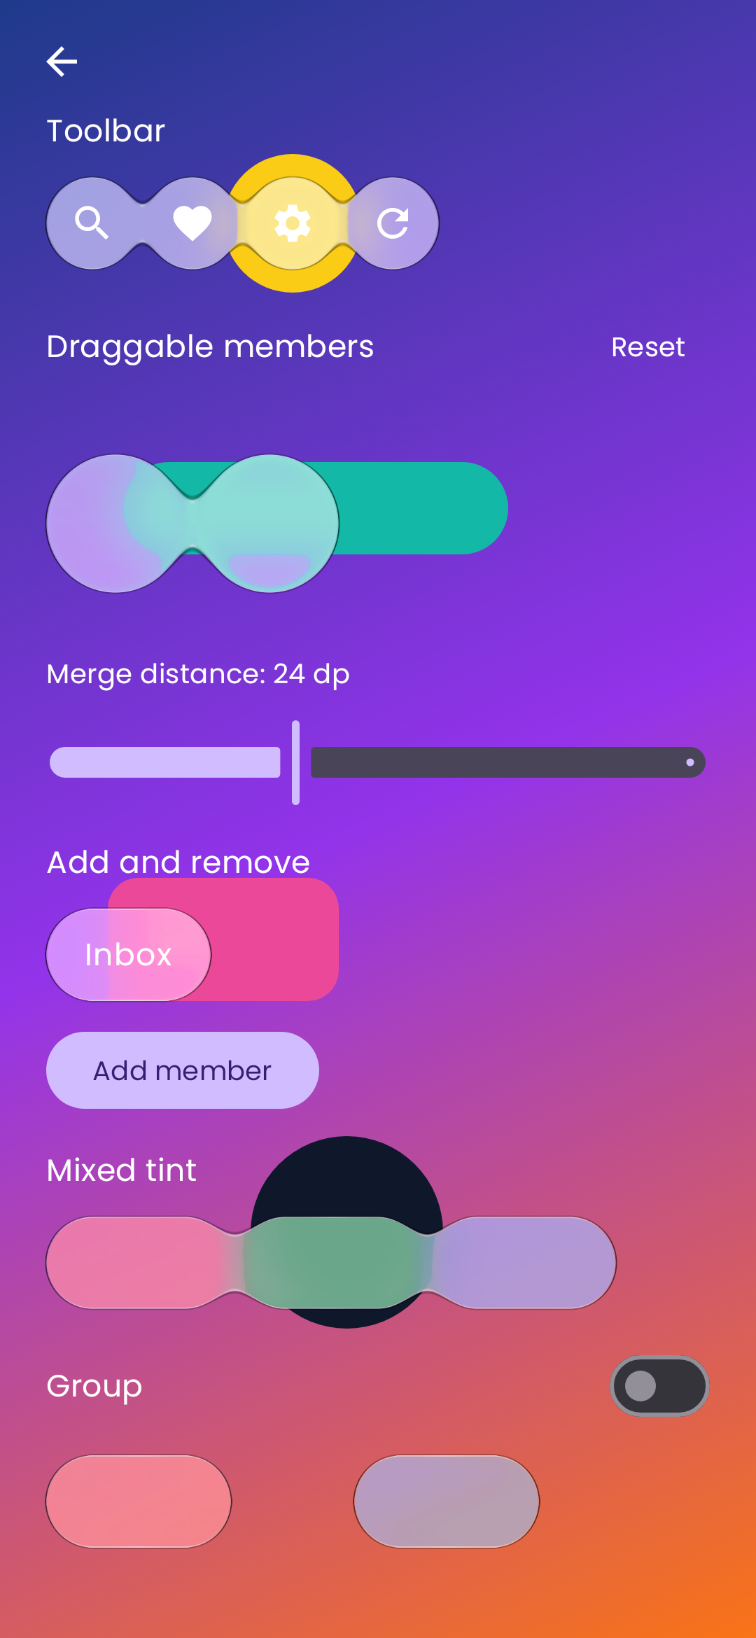 Toolbar
Draggable members
Reset
Merge distance: 24 dp
Add and remove
Inbox
Add member
Mixed tint
Group